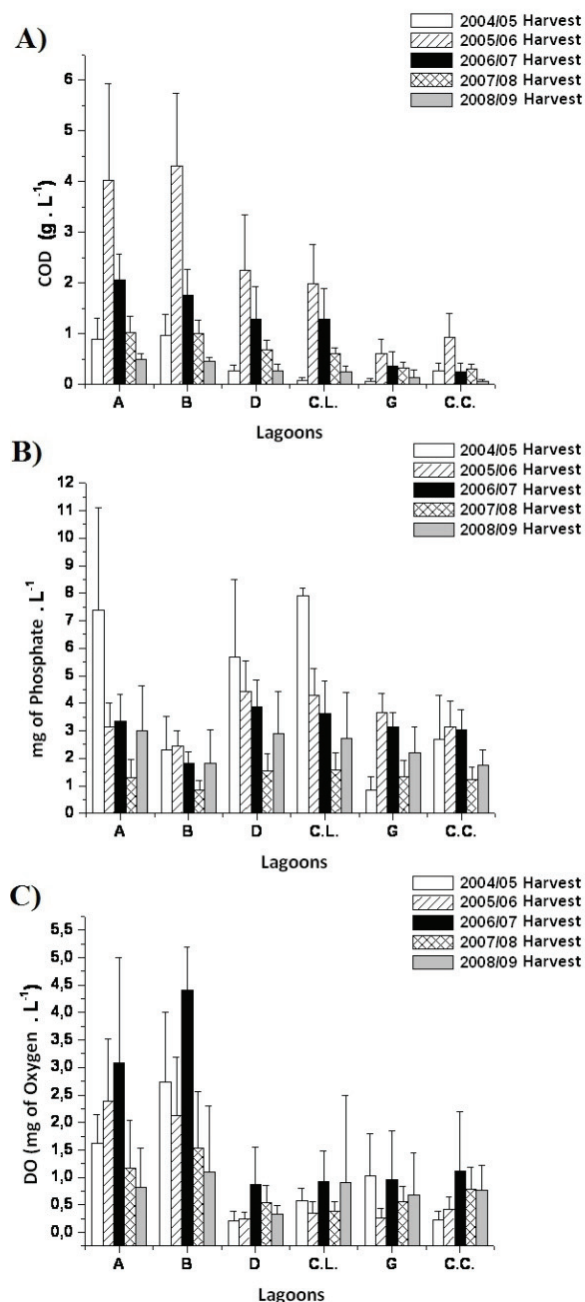 A)
2004/05 Harvest
2005/06 Harvest
2006/07 Harvest
2007/08 Harvest
2008/09 Harvest
COD (g . L⁻¹)
6
5
4
3
2
1
0
A B D C.L. G C.C.
Lagoons
B)
2004/05 Harvest
2005/06 Harvest
2006/07 Harvest
2007/08 Harvest
2008/09 Harvest
mg of Phosphate . L⁻¹
12
11
10
9
8
7
6
5
4
3
2
1
0
A B D C.L. G C.C.
Lagoons
C)
2004/05 Harvest
2005/06 Harvest
2006/07 Harvest
2007/08 Harvest
2008/09 Harvest
DO (mg of Oxygen . L⁻¹)
5,5
5,0
4,5
4,0
3,5
3,0
2,5
2,0
1,5
1,0
0,5
0,0
A B D C.L. G C.C.
Lagoons